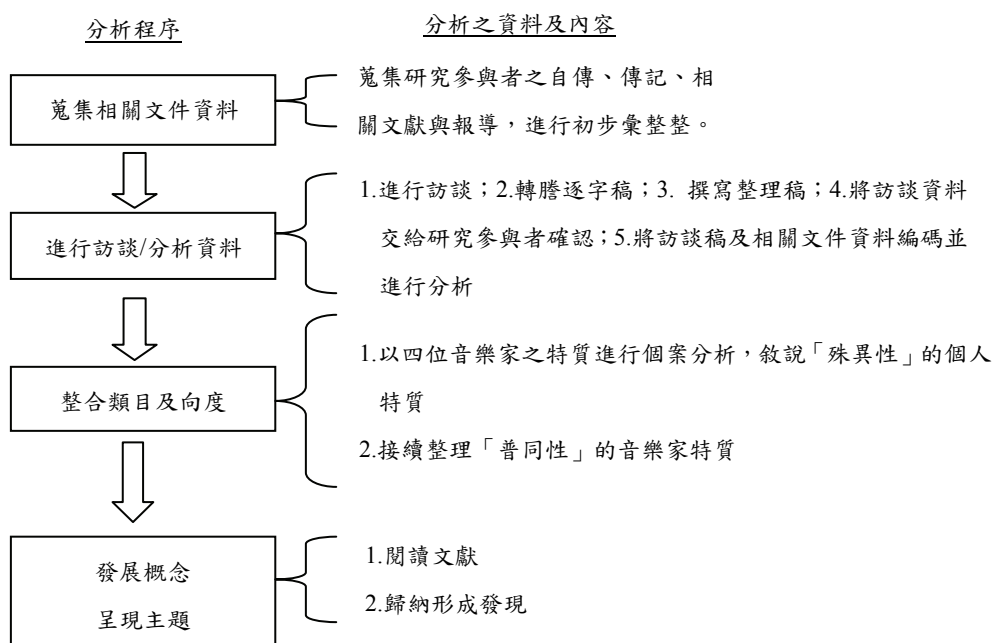 分析程序
分析之資料及內容
蒐集相關文件資料
蒐集研究參與者之自傳、傳記、相
關文獻與報導，進行初步彙整整。
進行訪談/分析資料
1.進行訪談；2.轉謄逐字稿；3. 撰寫整理稿；4.將訪談資料
交給研究參與者確認；5.將訪談稿及相關文件資料編碼並
進行分析
整合類目及向度
1.以四位音樂家之特質進行個案分析，敘說「殊異性」的個人
特質
2.接續整理「普同性」的音樂家特質
發展概念
呈現主題
1.閱讀文獻
2.歸納形成發現